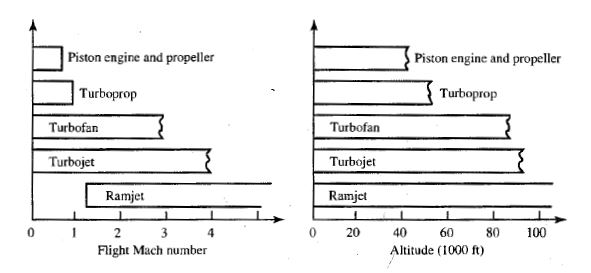 Piston engine and propeller
Turboprop
Turbofan
Turbojet
Ramjet
0 1 2 3 4
Flight Mach number
Piston engine and propeller
Turboprop
Turbofan
Turbojet
Ramjet
0 20 40 60 80 100
Altitude (1000 ft)